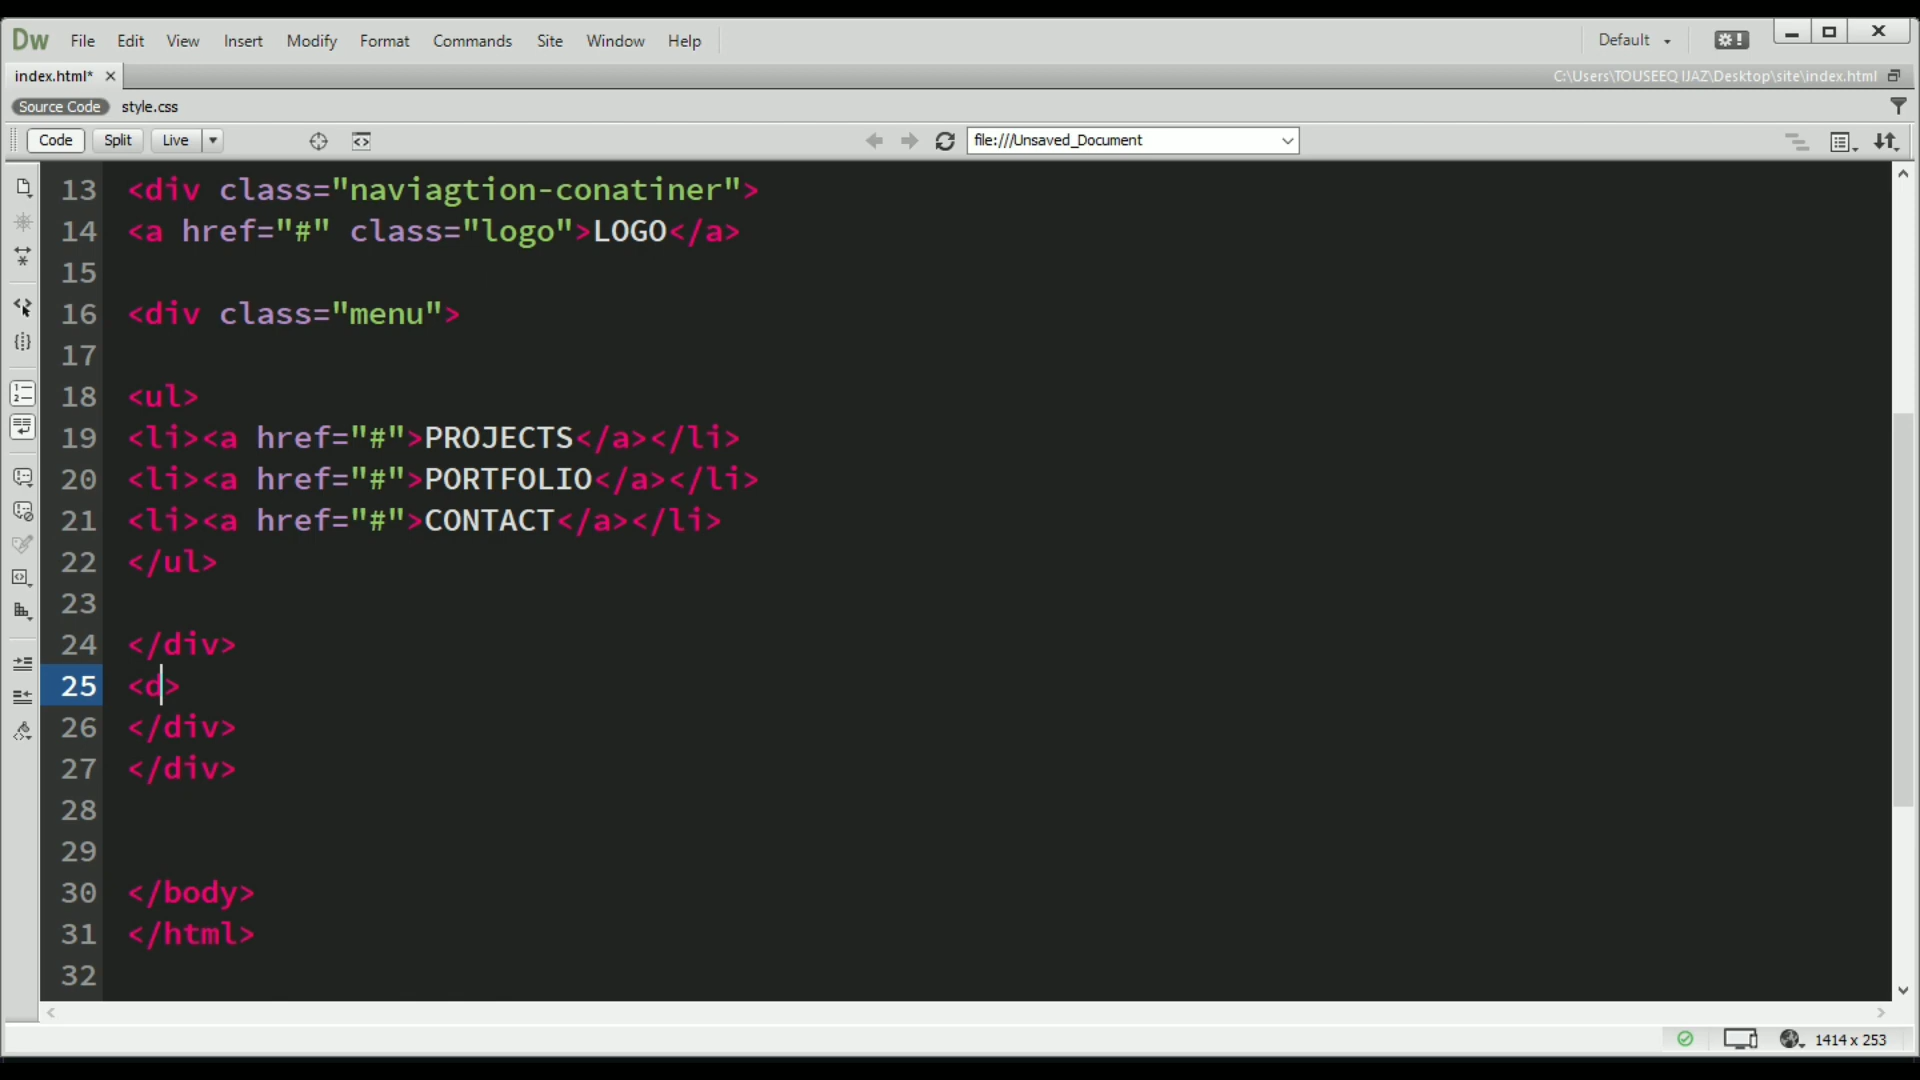 Dw File Edit View Insert Modify Format Commands Site Window Help Default
index.html* C:\Users\TOUSEEQ IJAZ\Desktop\site\index.html
Source Code style.css
Code Split Live file:///Unsaved_Document
13 <div class="naviagtion-conatiner">
14 <a href="#" class="logo">LOGO</a>
15
16 <div class="menu">
17
18 <ul>
19 <li><a href="#">PROJECTS</a></li>
20 <li><a href="#">PORTFOLIO</a></li>
21 <li><a href="#">CONTACT</a></li>
22 </ul>
23
24 </div>
25 <d>
26 </div>
27 </div>
28
29
30 </body>
31 </html>
32
1414 x 253